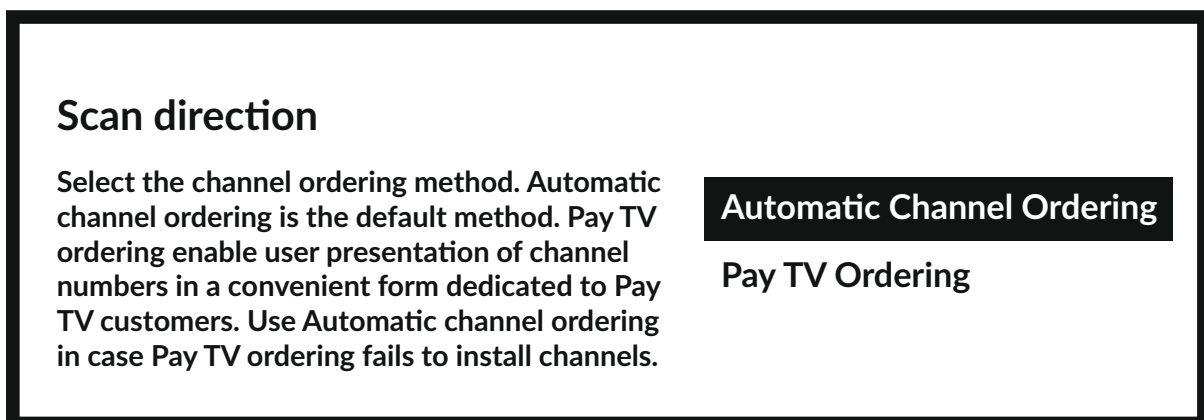 Scan direction
Select the channel ordering method. Automatic
channel ordering is the default method. Pay TV
ordering enable user presentation of channel
numbers in a convenient form dedicated to Pay
TV customers. Use Automatic channel ordering
in case Pay TV ordering fails to install channels.
Automatic Channel Ordering
Pay TV Ordering